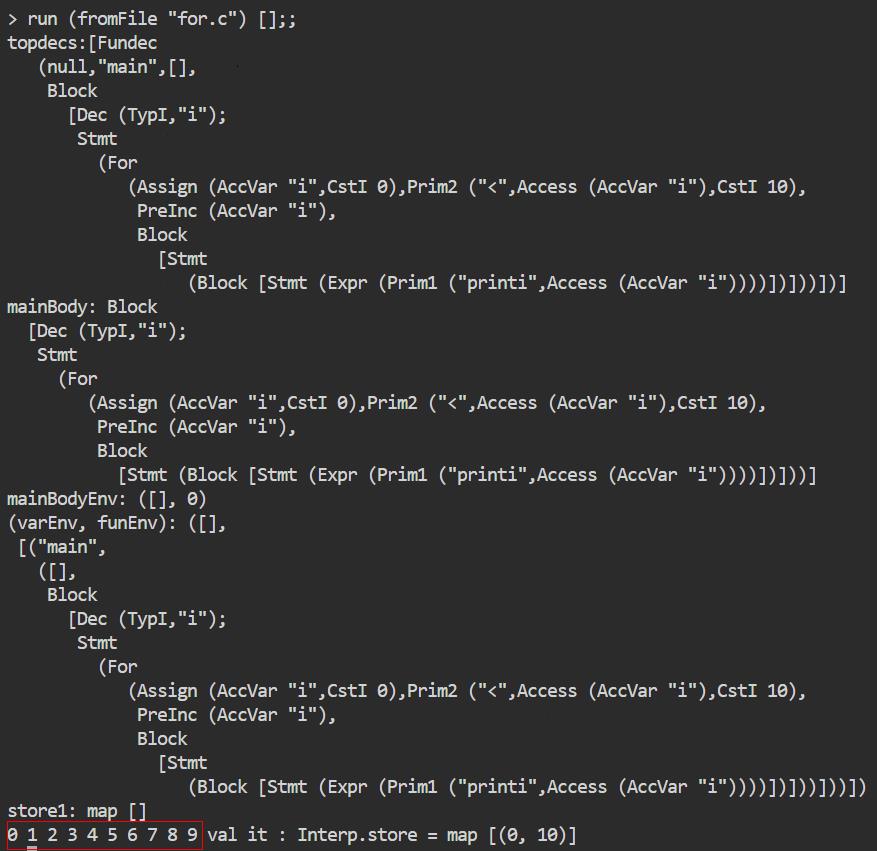 > run (fromFile "for.c") [];;
topdecs:[Fundec
   (null,"main",[],
    Block
      [Dec (TypI,"i");
       Stmt
         (For
            (Assign (AccVar "i",CstI 0),Prim2 ("<",Access (AccVar "i"),CstI 10),
             PreInc (AccVar "i"),
             Block
               [Stmt
                  (Block [Stmt (Expr (Prim1 ("printi",Access (AccVar "i"))))])]))])]
mainBody: Block
  [Dec (TypI,"i");
   Stmt
     (For
        (Assign (AccVar "i",CstI 0),Prim2 ("<",Access (AccVar "i"),CstI 10),
         PreInc (AccVar "i"),
         Block
           [Stmt (Block [Stmt (Expr (Prim1 ("printi",Access (AccVar "i"))))])]))]
mainBodyEnv: ([], 0)
(varEnv, funEnv): ([],
 [("main",
   ([],
    Block
      [Dec (TypI,"i");
       Stmt
         (For
            (Assign (AccVar "i",CstI 0),Prim2 ("<",Access (AccVar "i"),CstI 10),
             PreInc (AccVar "i"),
             Block
               [Stmt
                  (Block [Stmt (Expr (Prim1 ("printi",Access (AccVar "i"))))])]))]))])
store1: map []
0 1 2 3 4 5 6 7 8 9 val it : Interp.store = map [(0, 10)]